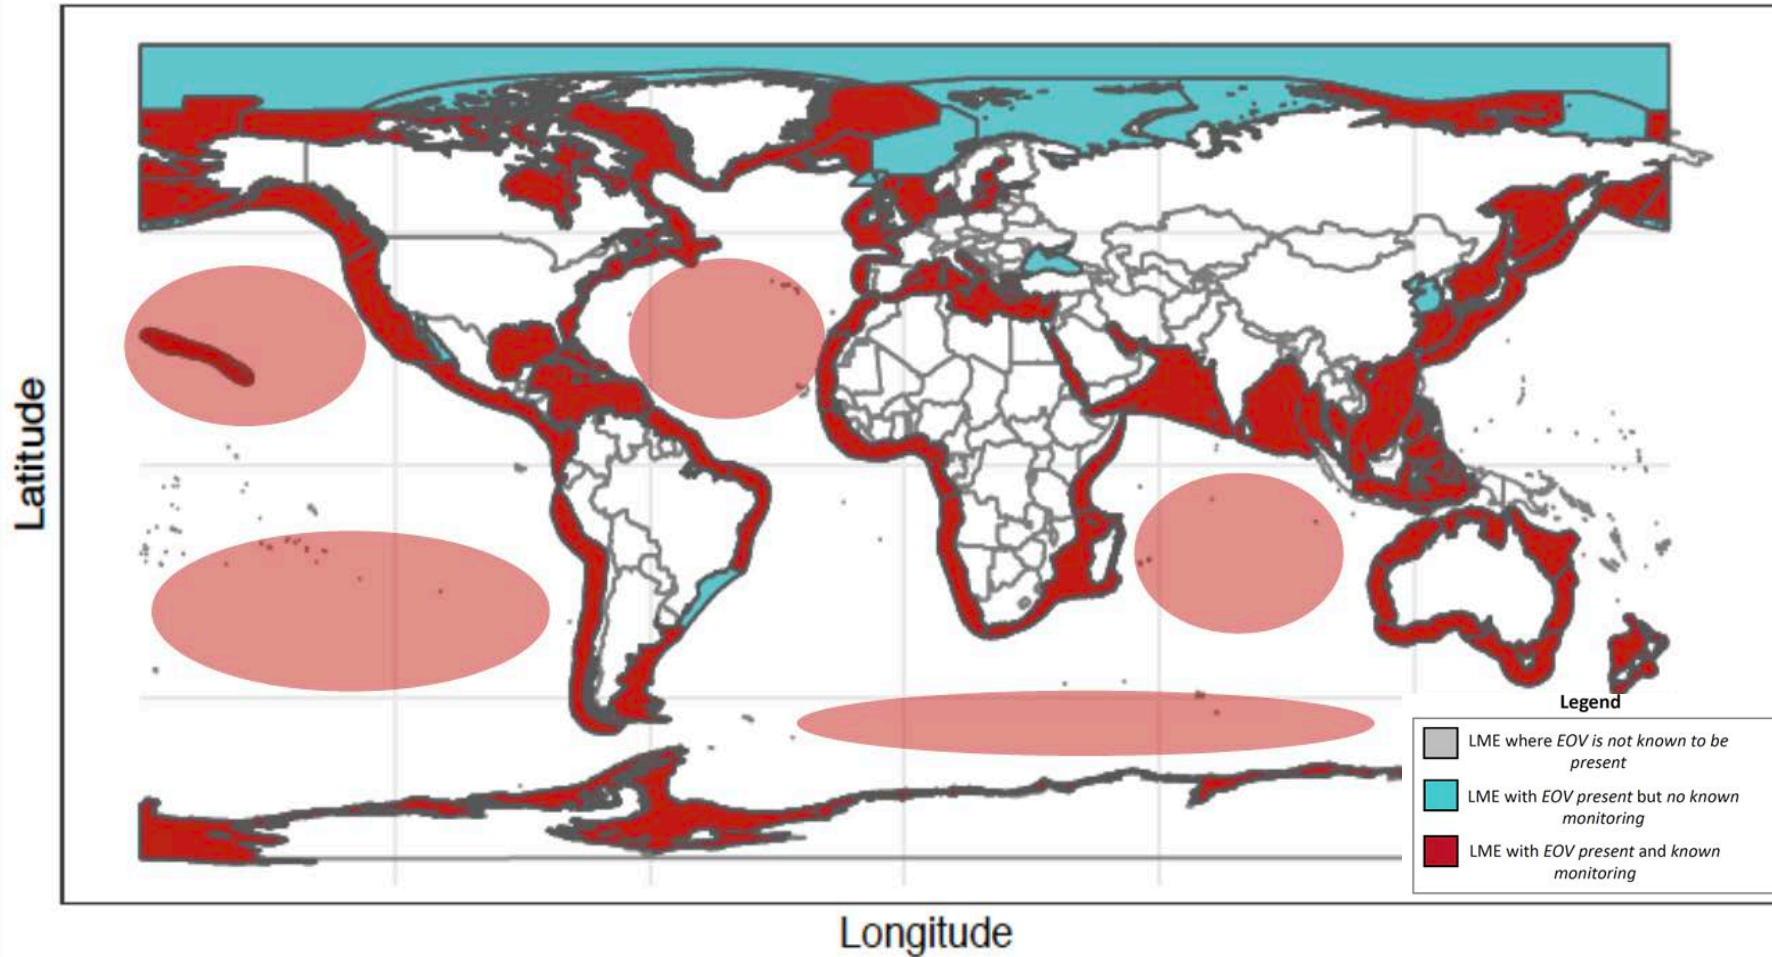 Latitude
Legend
LME where EOV is not known to be
present
LME with EOV present but no known
monitoring
LME with EOV present and known
monitoring
Longitude